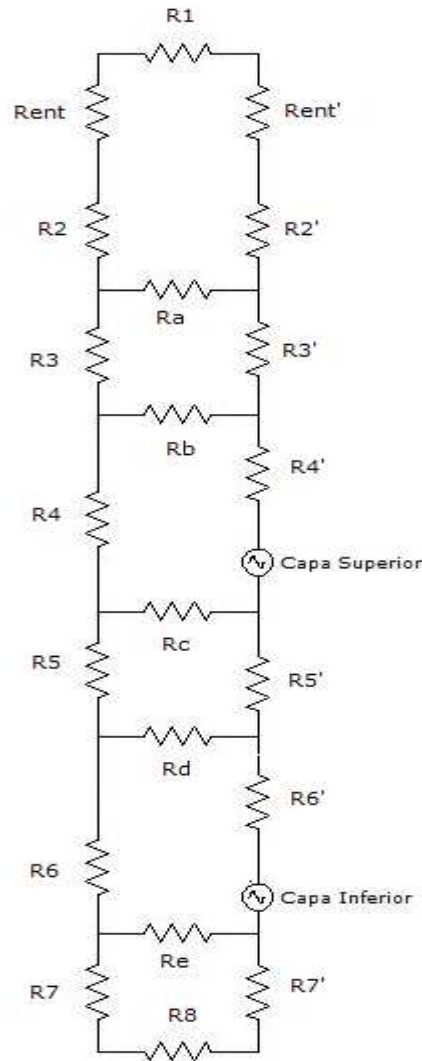 R1
Rent
Rent'
R2
R2'
Ra
R3
R3'
Rb
R4'
R4
Capa Superior
Rc
R5
R5'
Rd
R6'
R6
Capa Inferior
Re
R7
R7'
R8